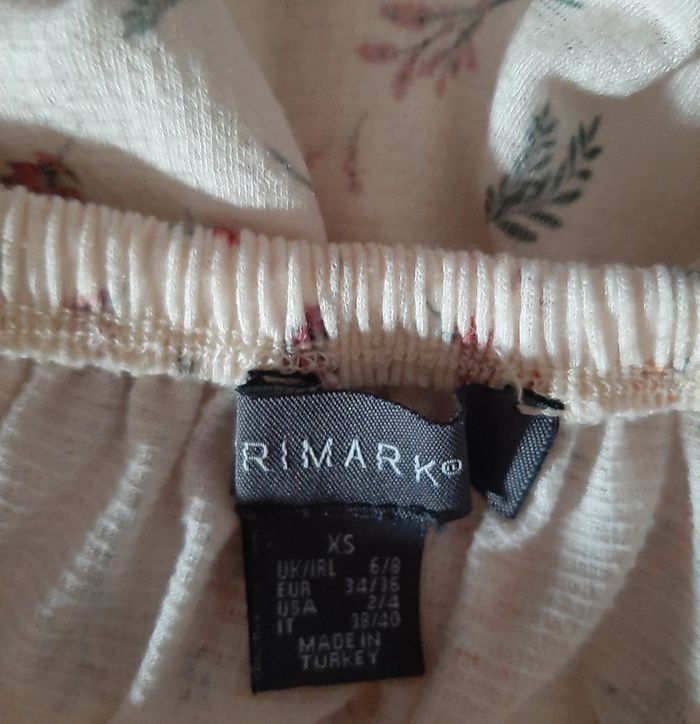 RIMARK®
XS
UK/IRL 6/8
EUR 34/36
USA 2/4
IT 38/40
MADE IN
TURKEY